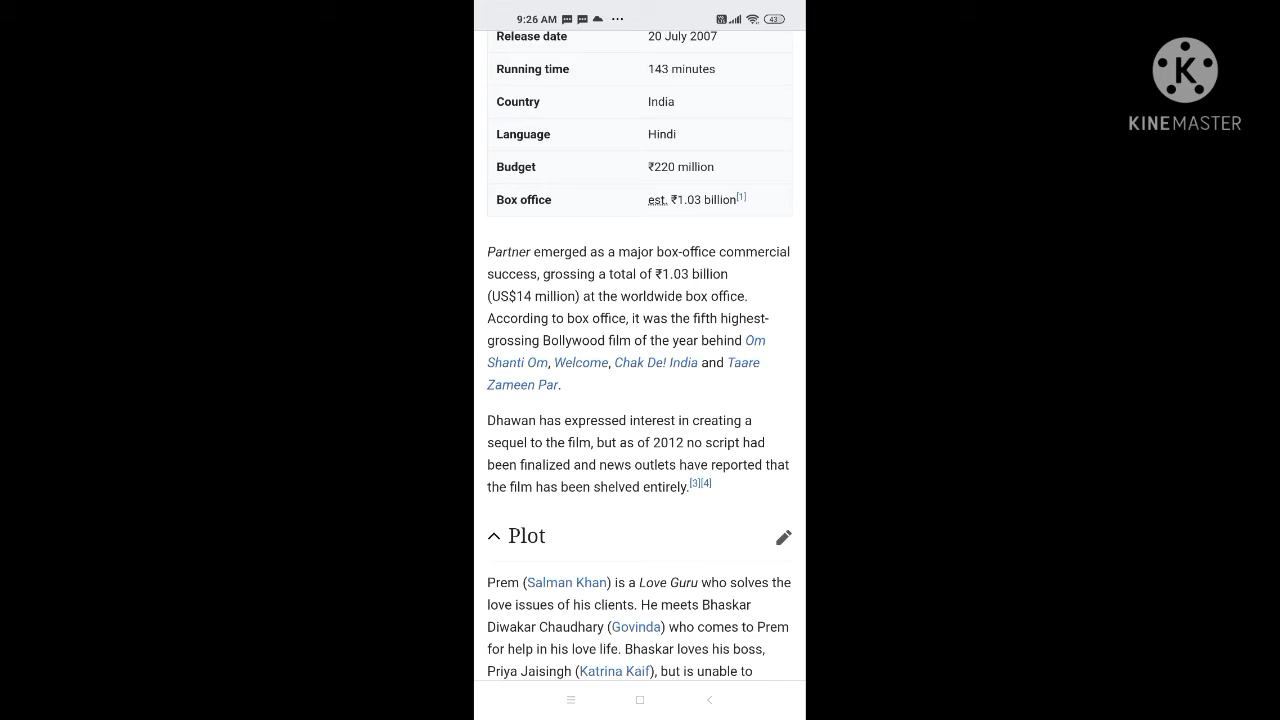 9:26 AM ... 43
Release date 20 July 2007
Running time 143 minutes
Country India
Language Hindi
Budget ₹220 million
Box office est. ₹1.03 billion[1]
Partner emerged as a major box-office commercial
success, grossing a total of ₹1.03 billion
(US$14 million) at the worldwide box office.
According to box office, it was the fifth highest-
grossing Bollywood film of the year behind Om
Shanti Om, Welcome, Chak De! India and Taare
Zameen Par.
Dhawan has expressed interest in creating a
sequel to the film, but as of 2012 no script had
been finalized and news outlets have reported that
the film has been shelved entirely.[3][4]
Plot
Prem (Salman Khan) is a Love Guru who solves the
love issues of his clients. He meets Bhaskar
Diwakar Chaudhary (Govinda) who comes to Prem
for help in his love life. Bhaskar loves his boss,
Priya Jaisingh (Katrina Kaif), but is unable to
K
KINEMASTER